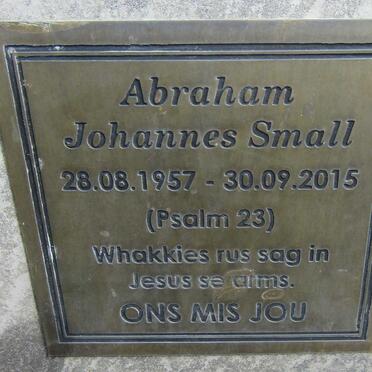 Abraham
Johannes Small
28.08.1957 - 30.09.2015
(Psalm 23)
Whakkies rus sag in
Jesus se arms.
ONS MIS JOU